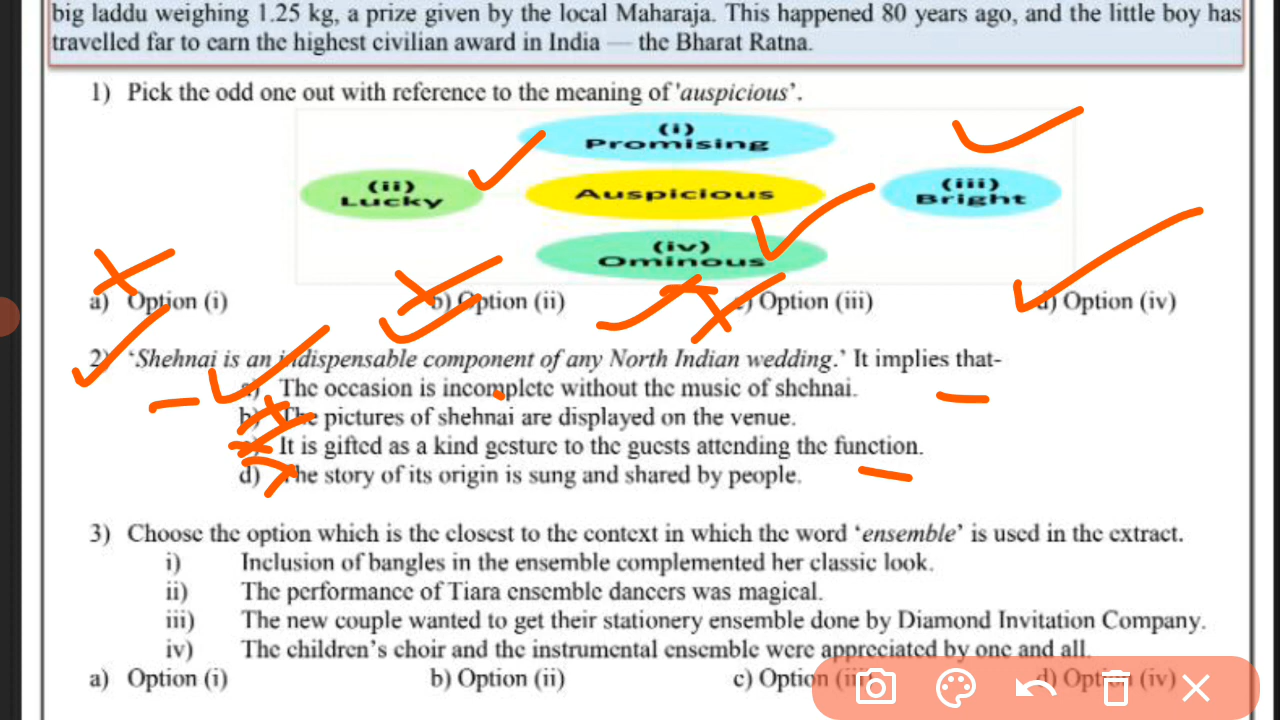 big laddu weighing 1.25 kg, a prize given by the local Maharaja. This happened 80 years ago, and the little boy has
travelled far to earn the highest civilian award in India — the Bharat Ratna.
1) Pick the odd one out with reference to the meaning of 'auspicious'.
(i)
Promising
(ii)
Lucky
Auspicious
(iii)
Bright
(iv)
Ominous
a) Option (i) b) Option (ii) c) Option (iii) d) Option (iv)
2) 'Shehnai is an indispensable component of any North Indian wedding.' It implies that-
a) The occasion is incomplete without the music of shehnai.
b) The pictures of shehnai are displayed on the venue.
c) It is gifted as a kind gesture to the guests attending the function.
d) The story of its origin is sung and shared by people.
3) Choose the option which is the closest to the context in which the word 'ensemble' is used in the extract.
i) Inclusion of bangles in the ensemble complemented her classic look.
ii) The performance of Tiara ensemble dancers was magical.
iii) The new couple wanted to get their stationery ensemble done by Diamond Invitation Company.
iv) The children's choir and the instrumental ensemble were appreciated by one and all.
a) Option (i) b) Option (ii) c) Option (iii) d) Option (iv)